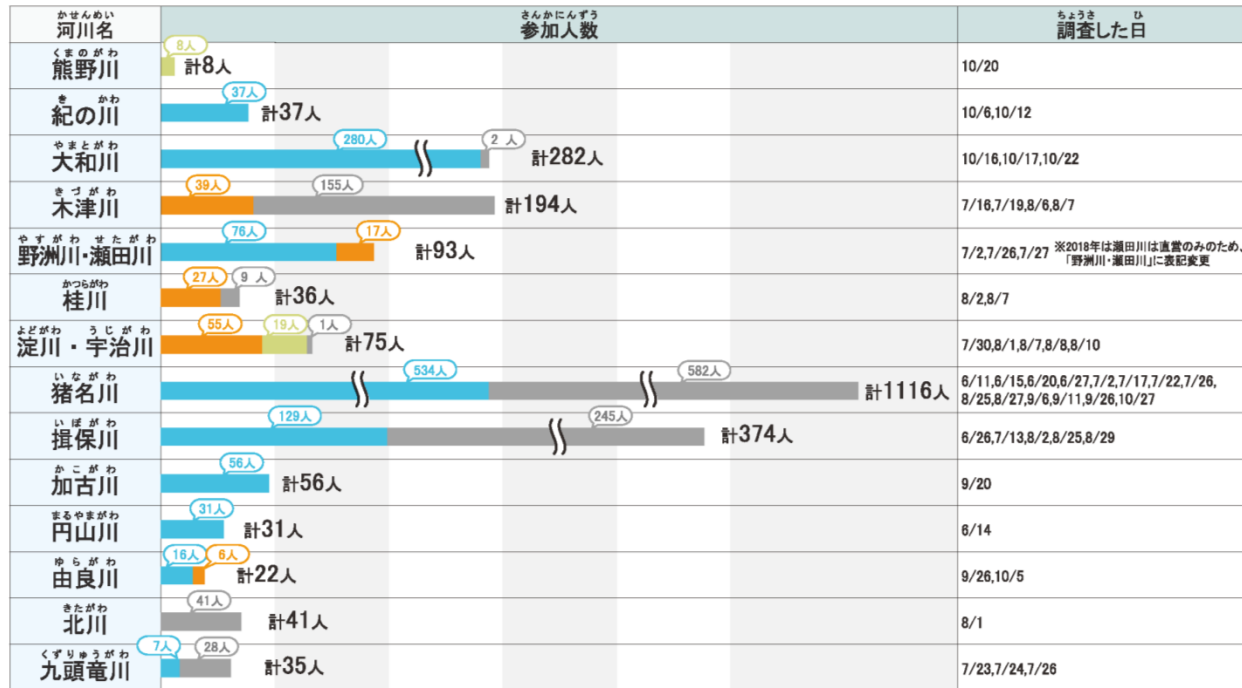 かせんめい さんかにんずう ちょうさ ひ
河川名 参加人数 調査した日
くまのがわ 8人
熊野川 計8人 10/20
き かわ 37人
紀の川 計37人 10/6,10/12
やまとがわ 280人 2 人
大和川 計282人 10/16,10/17,10/22
きづがわ 39人 155人
木津川 計194人 7/16,7/19,8/6,8/7
やすがわ せたがわ 76人 17人
野洲川・瀬田川 計93人 7/2,7/26,7/27 ※2018年は瀬田川は直営のみのため、
「野洲川・瀬田川」に表記変更
かつらがわ 27人 9 人
桂川 計36人 8/2,8/7
よどがわ うじがわ 55人 19人 1人
淀川・宇治川 計75人 7/30,8/1,8/7,8/8,8/10
いながわ 534人 582人
猪名川 計1116人 6/11,6/15,6/20,6/27,7/2,7/17,7/22,7/26,
8/25,8/27,9/6,9/11,9/26,10/27
いぼがわ 129人 245人
揖保川 計374人 6/26,7/13,8/2,8/25,8/29
かこがわ 56人
加古川 計56人 9/20
まるやまがわ 31人
円山川 計31人 6/14
ゆらがわ 16人 6人
由良川 計22人 9/26,10/5
きたがわ 41人
北川 計41人 8/1
くずりゅうがわ 7人 28人
九頭竜川 計35人 7/23,7/24,7/26